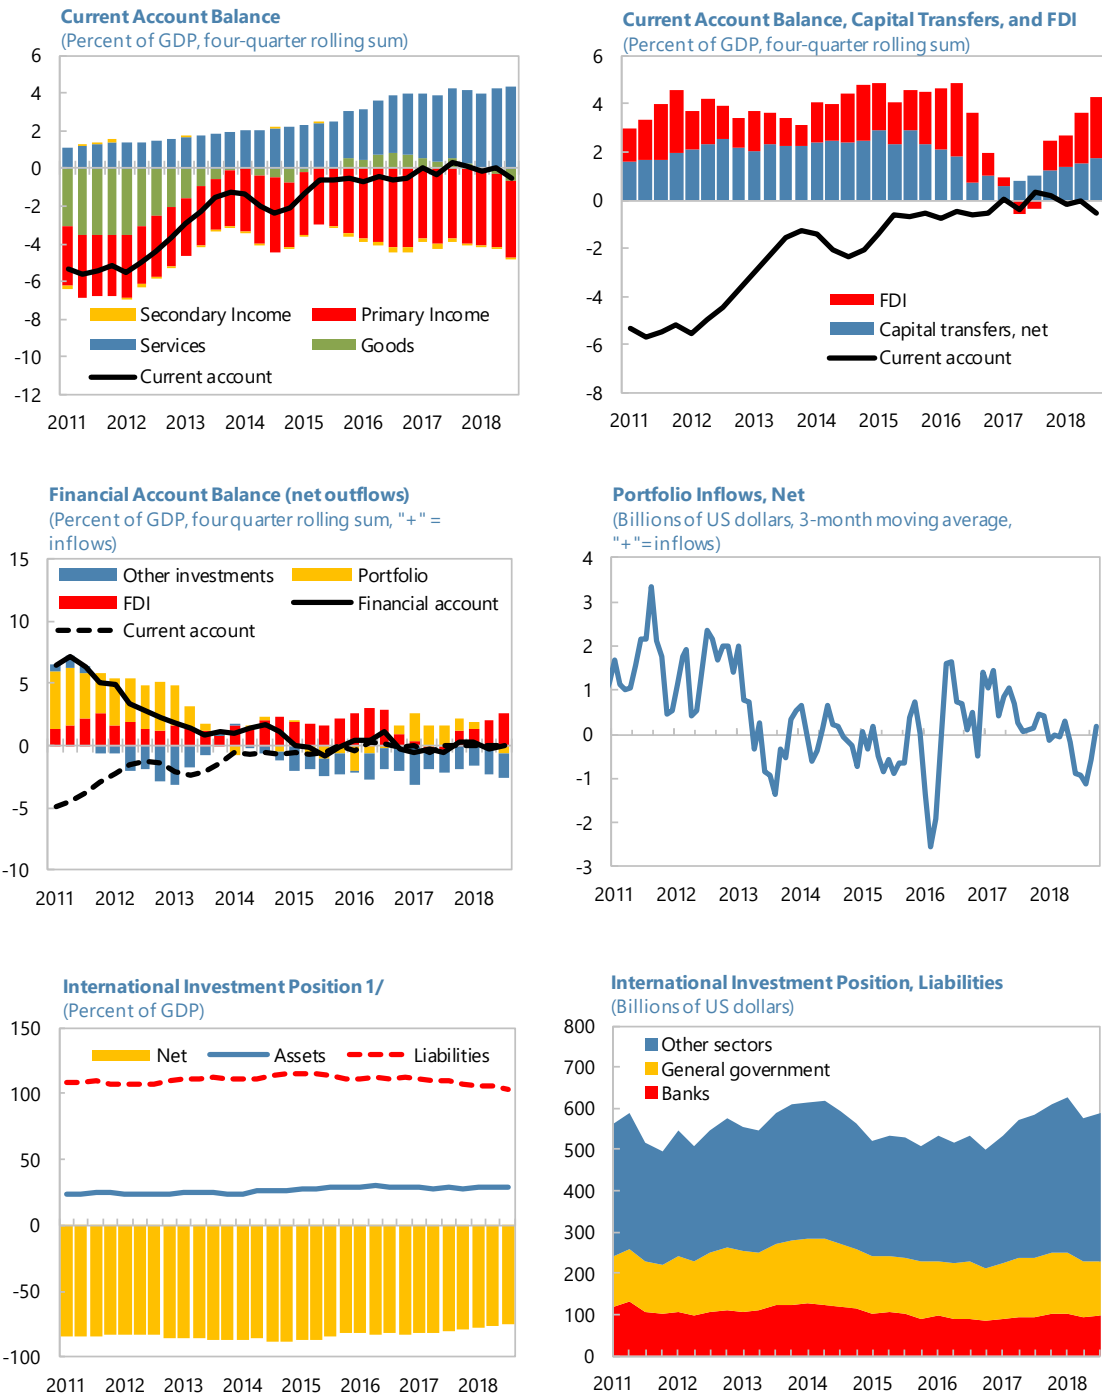 Current Account Balance
(Percent of GDP, four-quarter rolling sum)
6
4
2
0
-2
-4
-6
-8
-10
-12
Secondary Income
Primary Income
Services
Goods
Current account
2011 2012 2013 2014 2015 2016 2017 2018
Current Account Balance, Capital Transfers, and FDI
(Percent of GDP, four-quarter rolling sum)
6
4
2
0
-2
-4
-6
-8
FDI
Capital transfers, net
Current account
2011 2012 2013 2014 2015 2016 2017 2018
Financial Account Balance (net outflows)
(Percent of GDP, four quarter rolling sum, "+" =
inflows)
15
10
5
0
-5
-10
Other investments
Portfolio
FDI
Financial account
Current account
2011 2012 2013 2014 2015 2016 2017 2018
Portfolio Inflows, Net
(Billions of US dollars, 3-month moving average,
"+"=inflows)
4
3
2
1
0
-1
-2
-3
2011 2012 2013 2014 2015 2016 2017 2018
International Investment Position 1/
(Percent of GDP)
150
100
50
0
-50
-100
Net
Assets
Liabilities
2011 2012 2013 2014 2015 2016 2017 2018
International Investment Position, Liabilities
(Billions of US dollars)
800
700
600
500
400
300
200
100
0
Other sectors
General government
Banks
2011 2012 2013 2014 2015 2016 2017 2018